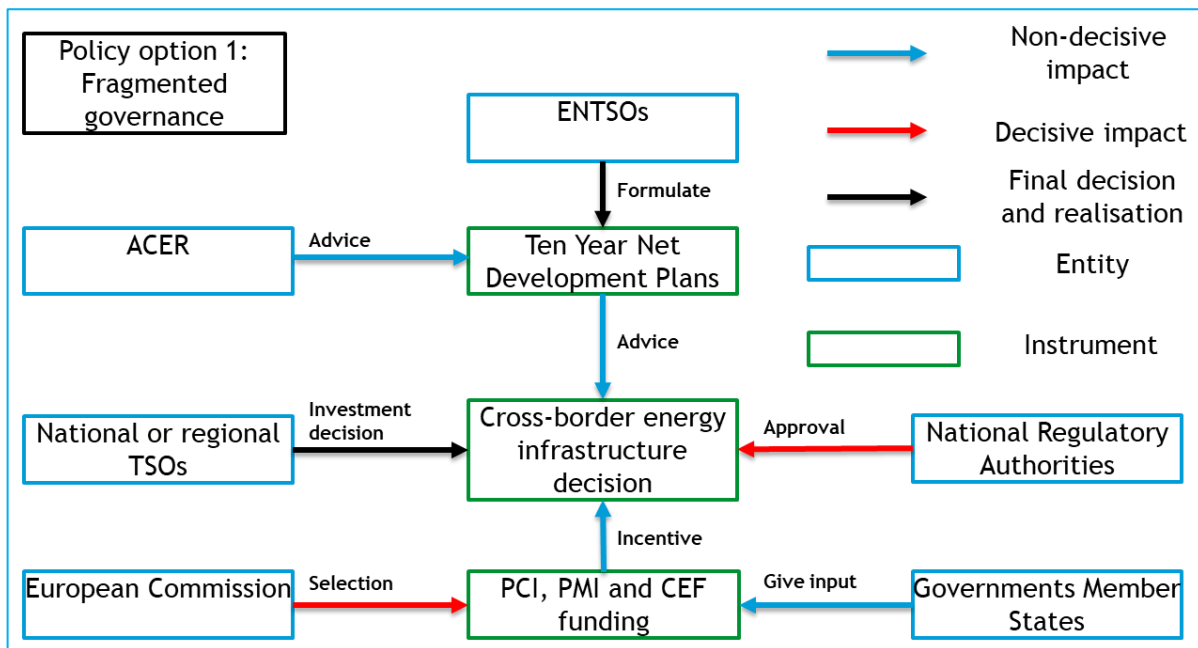 Policy option 1:
Fragmented
governance
Non-decisive
impact
ENTSOs
Decisive impact
Formulate
Final decision
and realisation
ACER
Advice
Ten Year Net
Development Plans
Entity
Advice
Instrument
National or regional
TSOs
Investment
decision
Cross-border energy
infrastructure
decision
Approval
National Regulatory
Authorities
Incentive
European Commission
Selection
PCI, PMI and CEF
funding
Give input
Governments Member
States